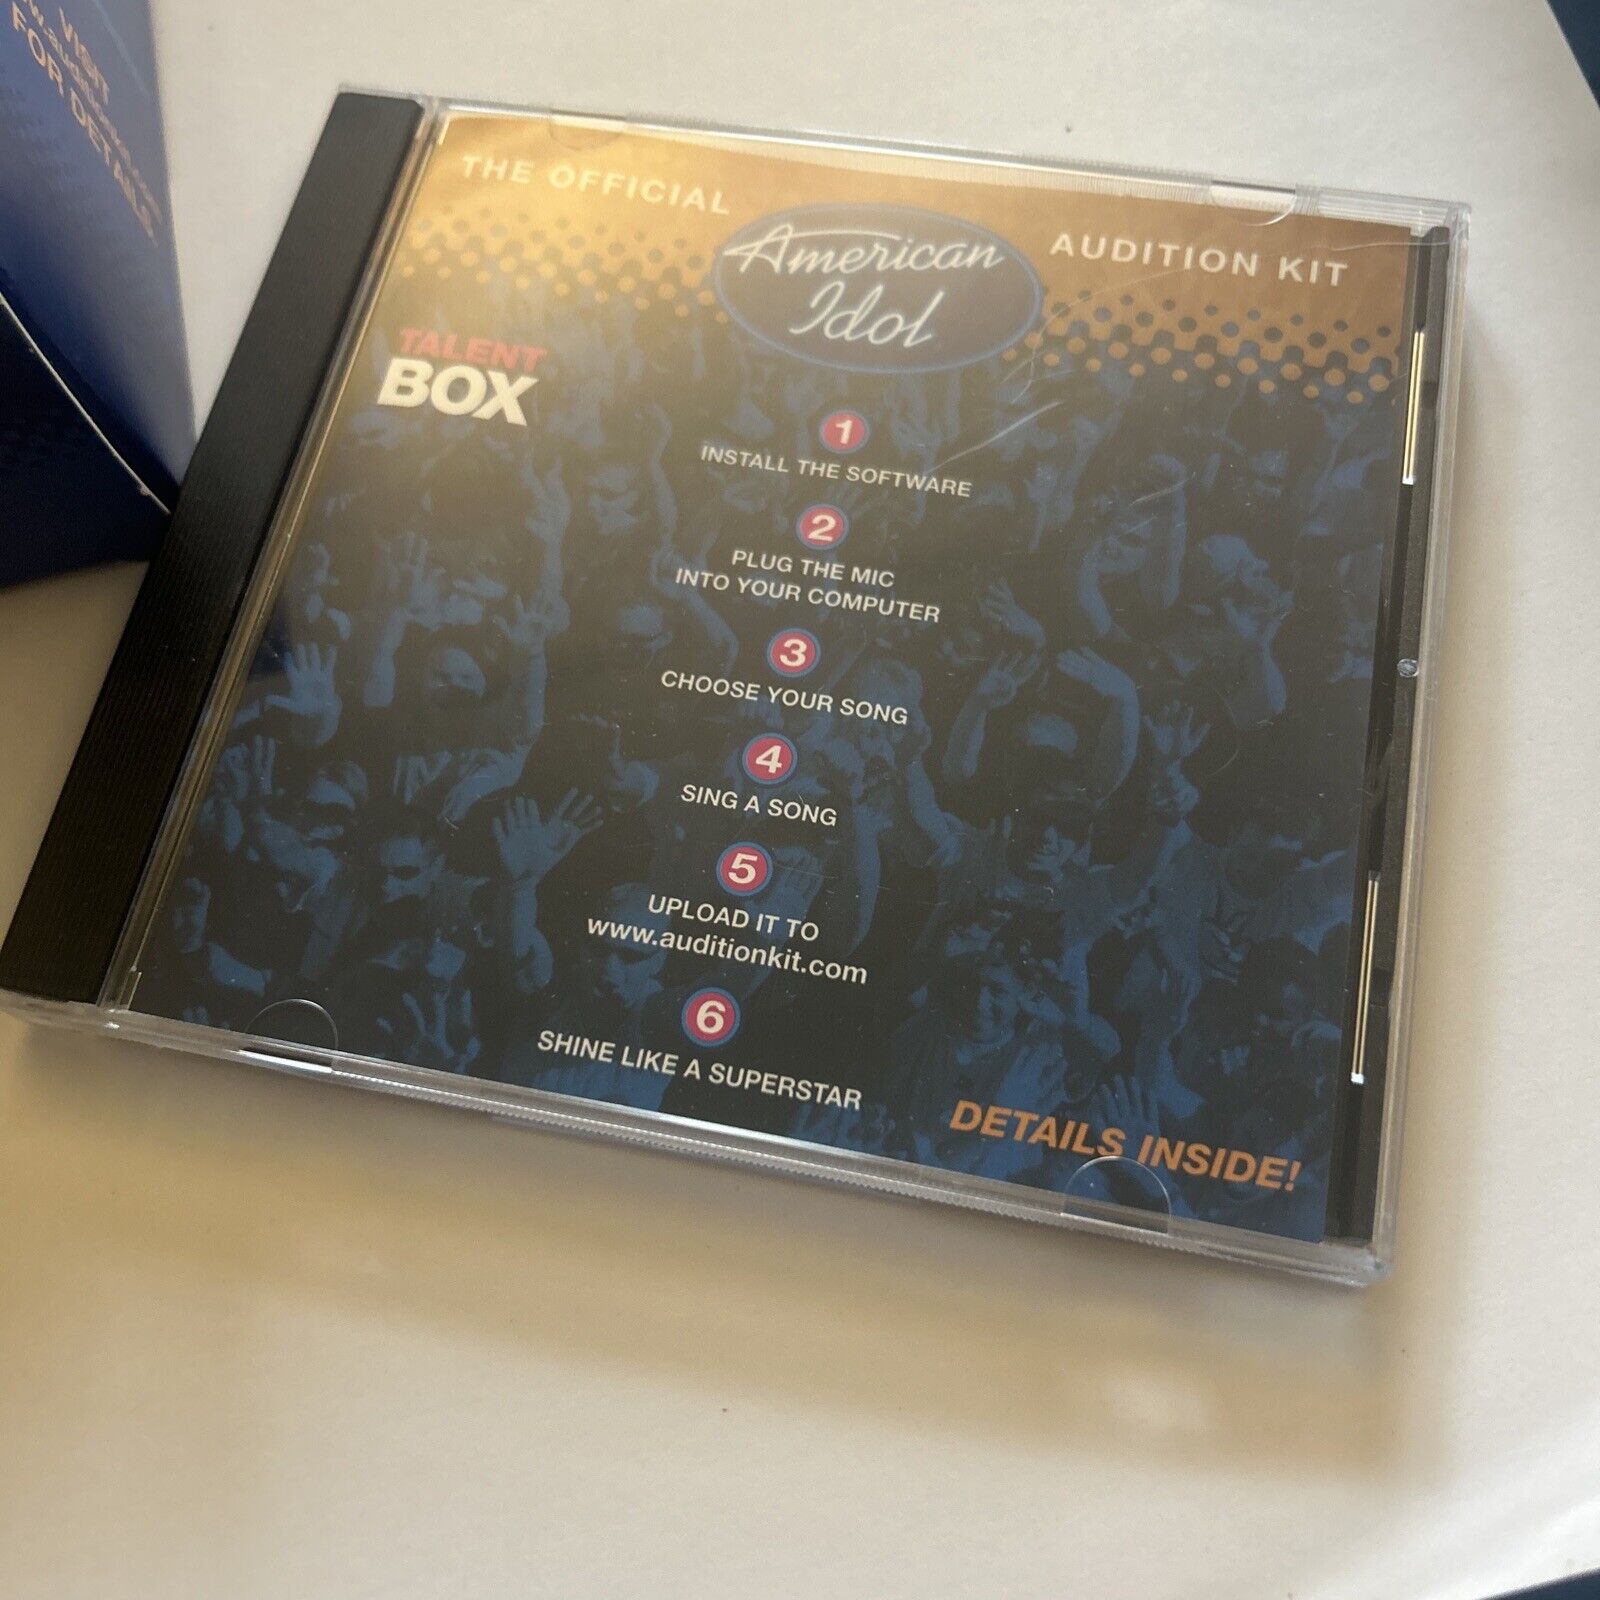 VISIT
FOR DETAILS
THE OFFICIAL
American
Idol
AUDITION KIT
TALENT
BOX
1
INSTALL THE SOFTWARE
2
PLUG THE MIC
INTO YOUR COMPUTER
3
CHOOSE YOUR SONG
4
SING A SONG
5
UPLOAD IT TO
www.auditionkit.com
6
SHINE LIKE A SUPERSTAR
DETAILS INSIDE!